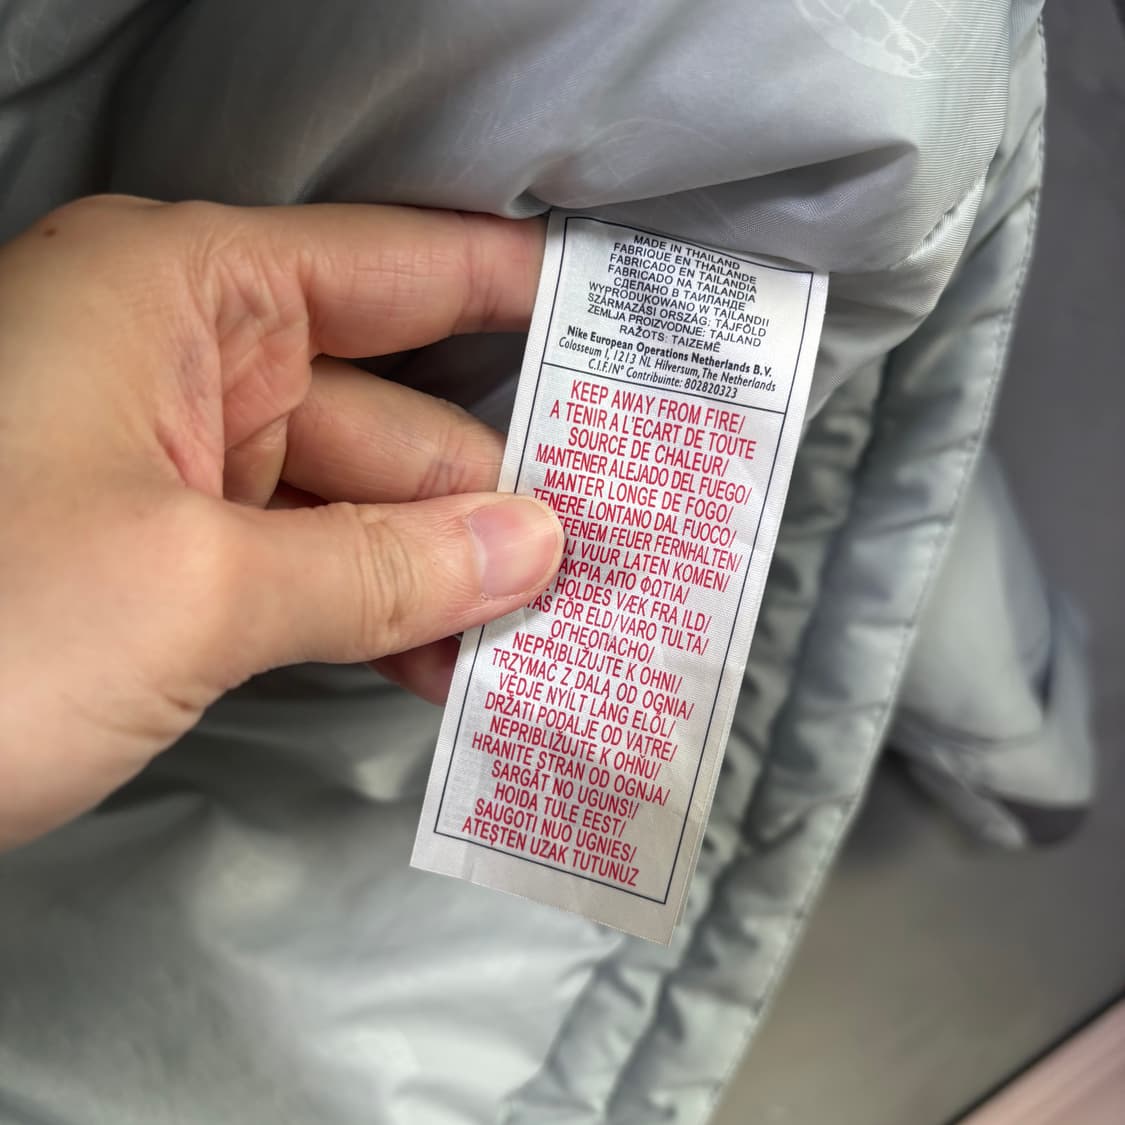 MADE IN THAILAND
FABRIQUE EN THAILANDE
FABRICADO EN TAILANDIA
FABRICADO NA TAILANDIA
СДЕЛАНО В ТАИЛАНДЕ
WYPRODUKOWANO W TAJLANDII
SZÁRMAZÁSI ORSZÁG: TÁJFÖLD
ZEMLJA PROIZVODNJE: TAJLAND
RAŽOTS: TAIZEMĒ
Nike European Operations Netherlands B.V.
Colosseum 1, 1213 NL Hilversum, The Netherlands
C.I.F./Nº Contribuinte: 802820323
KEEP AWAY FROM FIRE/
A TENIR A L'ECART DE TOUTE
SOURCE DE CHALEUR/
MANTENER ALEJADO DEL FUEGO/
MANTER LONGE DE FOGO/
TENERE LONTANO DAL FUOCO/
FEUER FERNHALTEN/
VUUR LATEN KOMEN/
ΑΠΟ ΦΩΤΙΑ/
HOLDES VÆK FRA ILD/
FÖR ELD/VARO TULTA/
ОГНЕОПАСНО/
NEPŘIBLIŽUJTE K OHNI/
TRZYMAĆ Z DALA OD OGNIA/
VÉDJE NYÍLT LÁNG ELŐL/
DRŽATI PODALJE OD VATRE/
NEPRIBLIŽUJTE K OHŇU/
HRANITE STRAN OD OGNJA/
SARGĀT NO UGUNS!/
HOIDA TULE EEST/
SAUGOTI NUO UGNIES/
ATEŞTEN UZAK TUTUNUZ